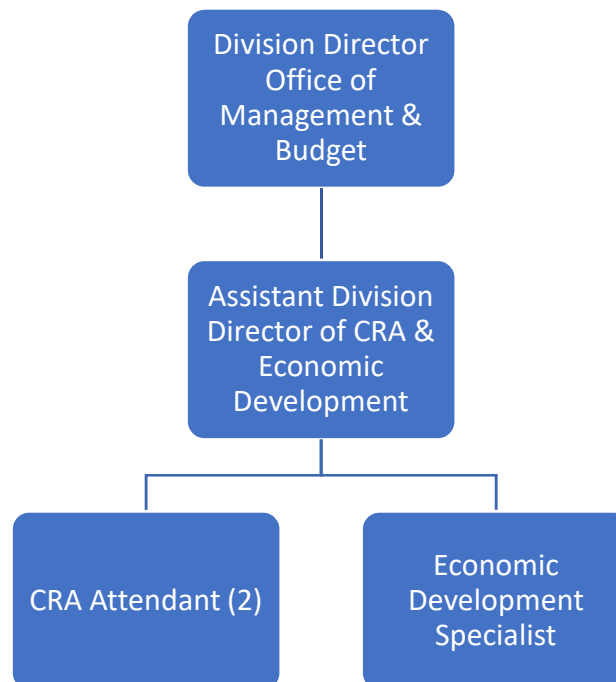 Division Director
Office of
Management &
Budget
Assistant Division
Director of CRA &
Economic
Development
CRA Attendant (2)
Economic
Development
Specialist